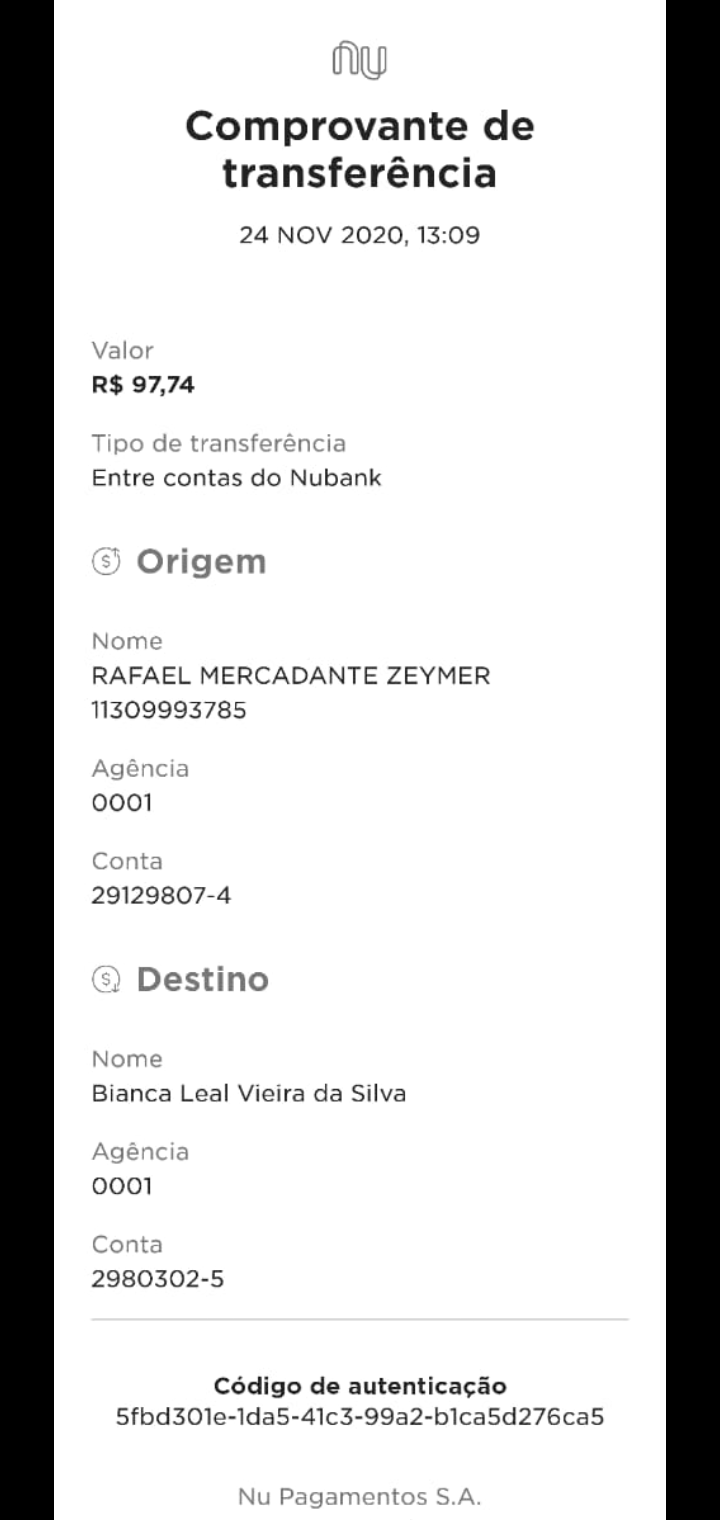 nu
Comprovante de
transferência
24 NOV 2020, 13:09
Valor
R$ 97,74
Tipo de transferência
Entre contas do Nubank
Origem
Nome
RAFAEL MERCADANTE ZEYMER
11309993785
Agência
0001
Conta
29129807-4
Destino
Nome
Bianca Leal Vieira da Silva
Agência
0001
Conta
2980302-5
Código de autenticação
5fbd301e-1da5-41c3-99a2-b1ca5d276ca5
Nu Pagamentos S.A.